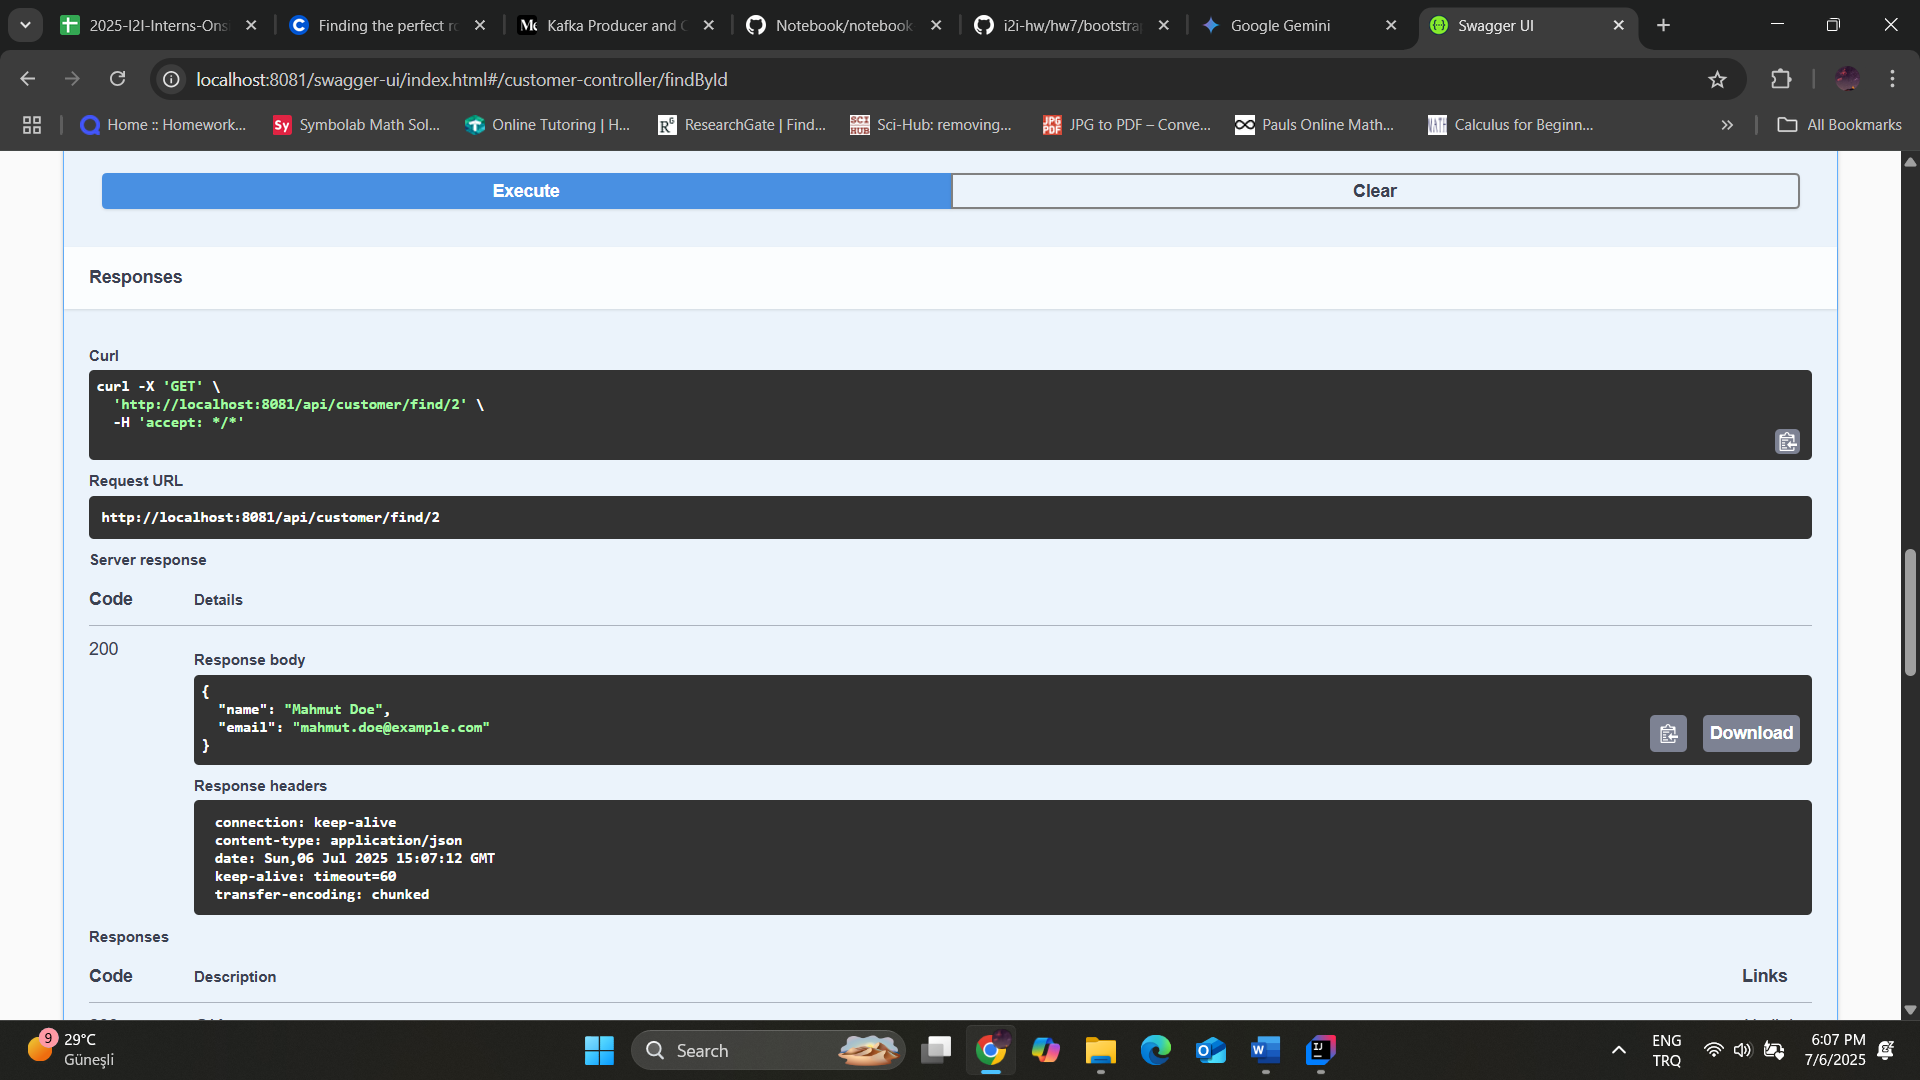 2025-I2I-Interns-Ons
Finding the perfect ro
Kafka Producer and C
Notebook/notebook
i2i-hw/hw7/bootstra
Google Gemini
Swagger UI
localhost:8081/swagger-ui/index.html#/customer-controller/findById
Home :: Homework...
Sy Symbolab Math Sol...
Online Tutoring | H...
ResearchGate | Find...
SCI HUB Sci-Hub: removing...
JPG PDF JPG to PDF – Conve...
Pauls Online Math...
MATH Calculus for Beginn...
All Bookmarks
Execute
Clear
Responses
Curl
curl -X 'GET' \
'http://localhost:8081/api/customer/find/2' \
-H 'accept: */*'
Request URL
http://localhost:8081/api/customer/find/2
Server response
Code Details
200
Response body
{
"name": "Mahmut Doe",
"email": "mahmut.doe@example.com"
}
Download
Response headers
connection: keep-alive
content-type: application/json
date: Sun,06 Jul 2025 15:07:12 GMT
keep-alive: timeout=60
transfer-encoding: chunked
Responses
Code Description Links
9
29°C
Güneşli
Search
ENG
TRQ
6:07 PM
7/6/2025